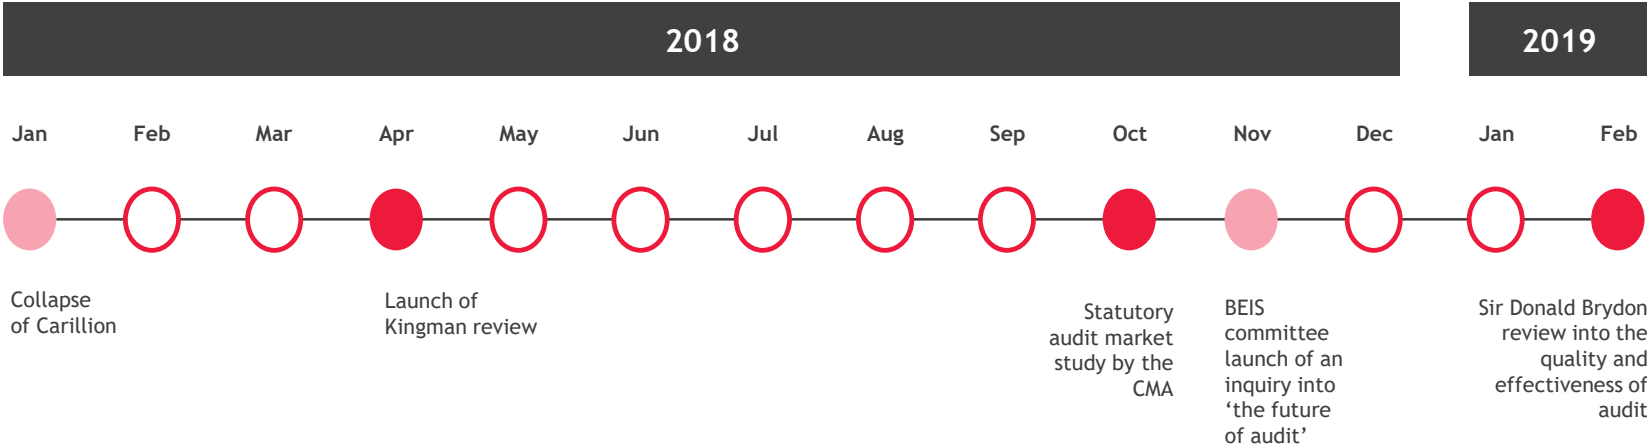 2018
2019
Jan
Feb
Mar
Apr
May
Jun
Jul
Aug
Sep
Oct
Nov
Dec
Jan
Feb
Collapse
of Carillion
Launch of
Kingman review
Statutory
audit market
study by the
CMA
BEIS
committee
launch of an
inquiry into
‘the future
of audit’
Sir Donald Brydon
review into the
quality and
effectiveness of
audit